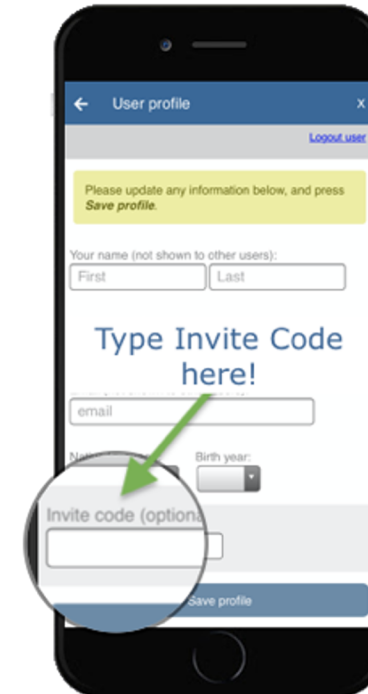 User profile X
Logout user
Please update any information below, and press
Save profile.
Your name (not shown to other users):
First Last
Type Invite Code
here!
email
Birth year:
Invite code (optiona
Save profile